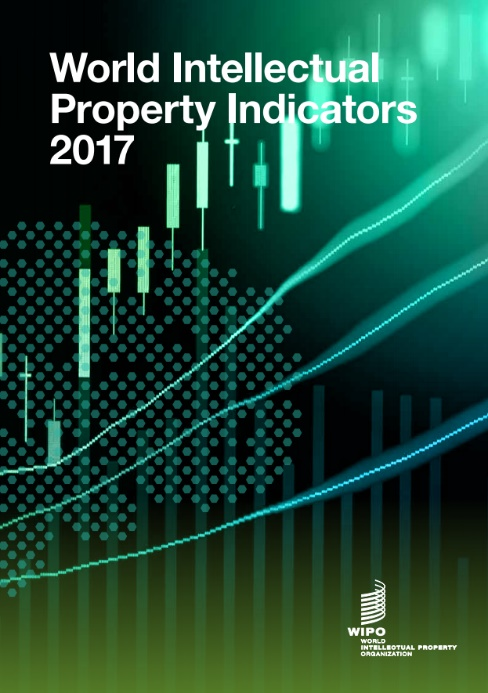 World Intellectual
Property Indicators
2017
WIPO
WORLD
INTELLECTUAL PROPERTY
ORGANIZATION